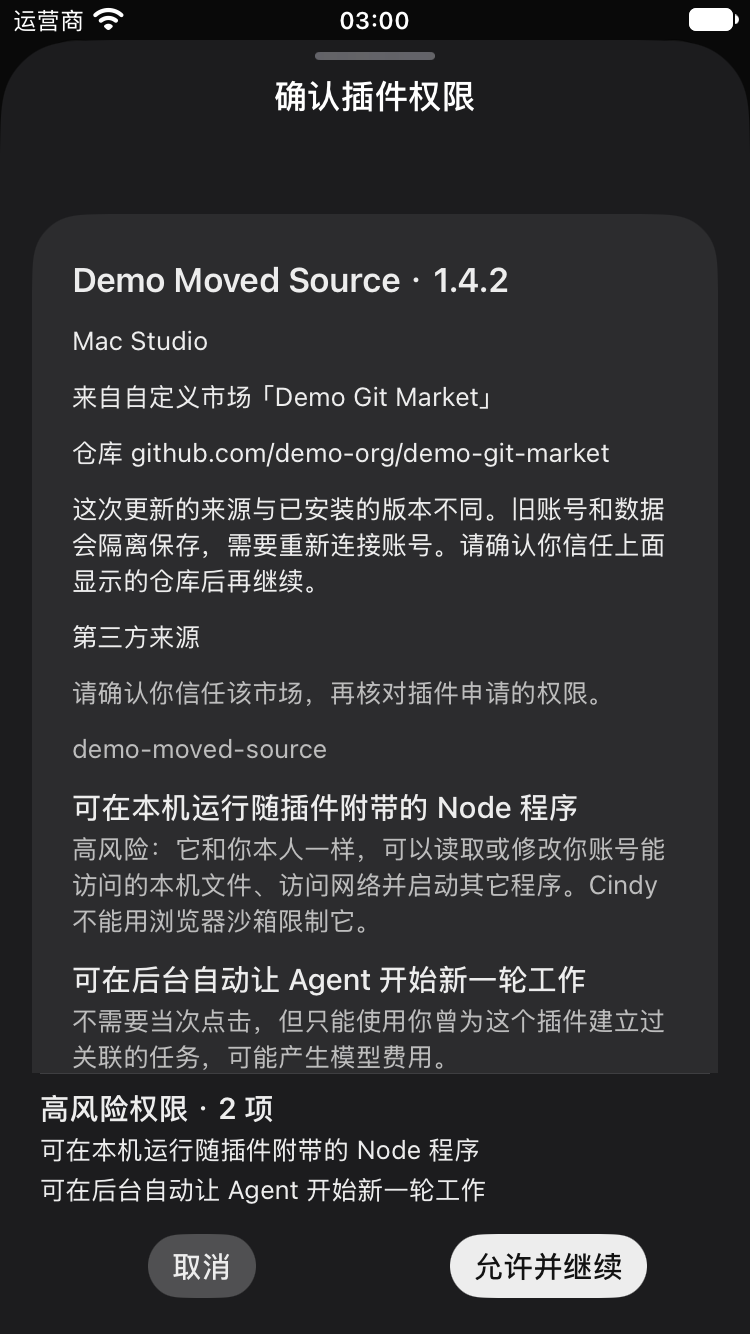 运营商
03:00
确认插件权限
Demo Moved Source · 1.4.2
Mac Studio
来自自定义市场「Demo Git Market」
仓库 github.com/demo-org/demo-git-market
这次更新的来源与已安装的版本不同。旧账号和数据
会隔离保存，需要重新连接账号。请确认你信任上面
显示的仓库后再继续。
第三方来源
请确认你信任该市场，再核对插件申请的权限。
demo-moved-source
可在本机运行随插件附带的 Node 程序
高风险：它和你本人一样，可以读取或修改你账号能
访问的本机文件、访问网络并启动其它程序。Cindy
不能用浏览器沙箱限制它。
可在后台自动让 Agent 开始新一轮工作
不需要当次点击，但只能使用你曾为这个插件建立过
关联的任务，可能产生模型费用。
高风险权限 · 2 项
可在本机运行随插件附带的 Node 程序
可在后台自动让 Agent 开始新一轮工作
取消
允许并继续